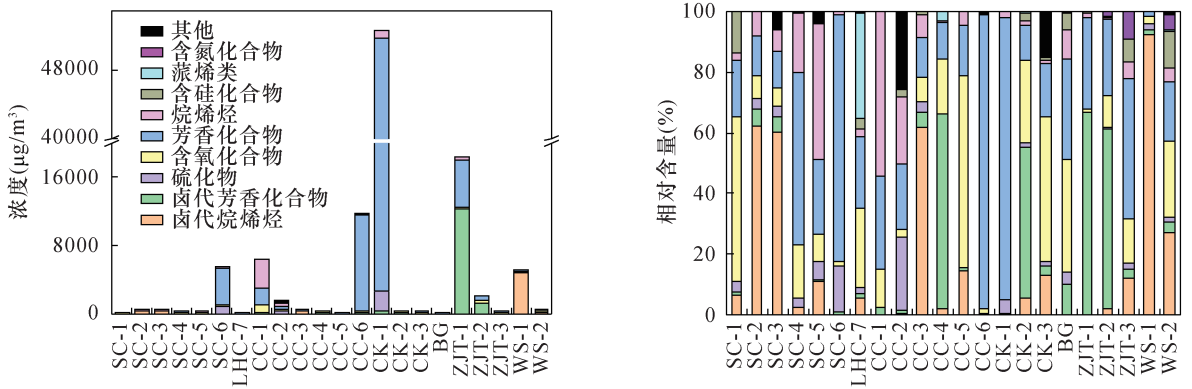 浓度(μg/m³)
48000
40000
16000
8000
0
其他
含氮化合物
蒎烯类
含硅化合物
烷烯烃
芳香化合物
含氧化合物
硫化物
卤代芳香化合物
卤代烷烯烃
SC-1
SC-2
SC-3
SC-4
SC-5
SC-6
LHC-7
CC-1
CC-2
CC-3
CC-4
CC-5
CC-6
CK-1
CK-2
CK-3
BG
ZJT-1
ZJT-2
ZJT-3
WS-1
WS-2
相对含量(%)
100
80
60
40
20
0
SC-1
SC-2
SC-3
SC-4
SC-5
SC-6
LHC-7
CC-1
CC-2
CC-3
CC-4
CC-5
CC-6
CK-1
CK-2
CK-3
BG
ZJT-1
ZJT-2
ZJT-3
WS-1
WS-2